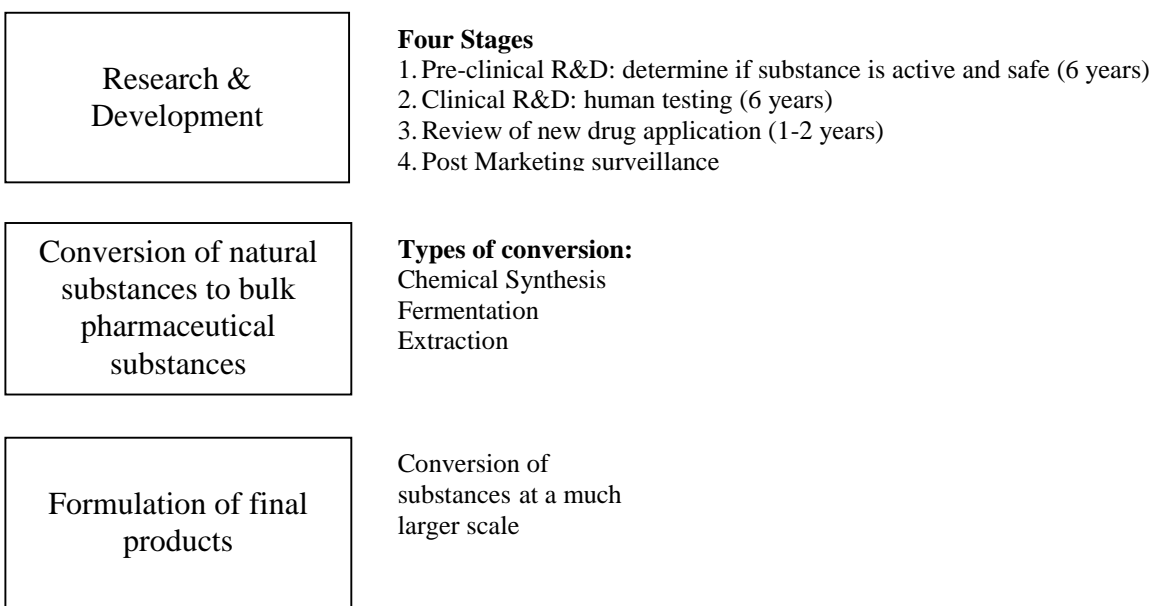 Research &
Development
Four Stages
1. Pre-clinical R&D: determine if substance is active and safe (6 years)
2. Clinical R&D: human testing (6 years)
3. Review of new drug application (1-2 years)
4. Post Marketing surveillance
Conversion of natural
substances to bulk
pharmaceutical
substances
Types of conversion:
Chemical Synthesis
Fermentation
Extraction
Formulation of final
products
Conversion of
substances at a much
larger scale